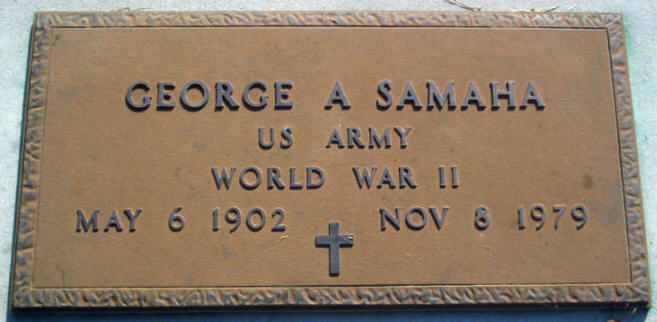 GEORGE A SAMAHA
US ARMY
WORLD WAR II
MAY 6 1902 NOV 8 1979